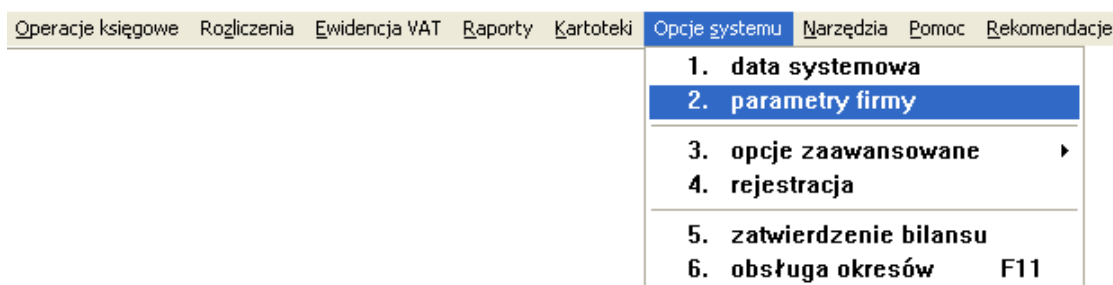 Operacje księgowe Rozliczenia Ewidencja VAT Raporty Kartoteki Opcje systemu Narzędzia Pomoc Rekomendacje
1. data systemowa
2. parametry firmy
3. opcje zaawansowane
4. rejestracja
5. zatwierdzenie bilansu
6. obsługa okresów F11